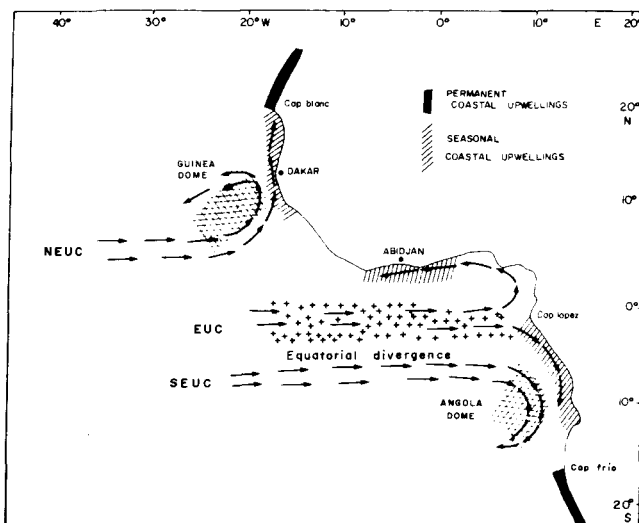 40° 20° W 10° 0° 10° E 20°
PERMANENT
COASTAL UPWELLINGS
Cap blanc
20°
N
SEASONAL
COASTAL UPWELLINGS
GUINEA
DOME
DAKAR
10°
NEUC
ABIDJAN
0°
Cap lopez
EUC
Equatorial divergence
SEUC
ANGOLA
DOME
10°
Cap frio
20°
S